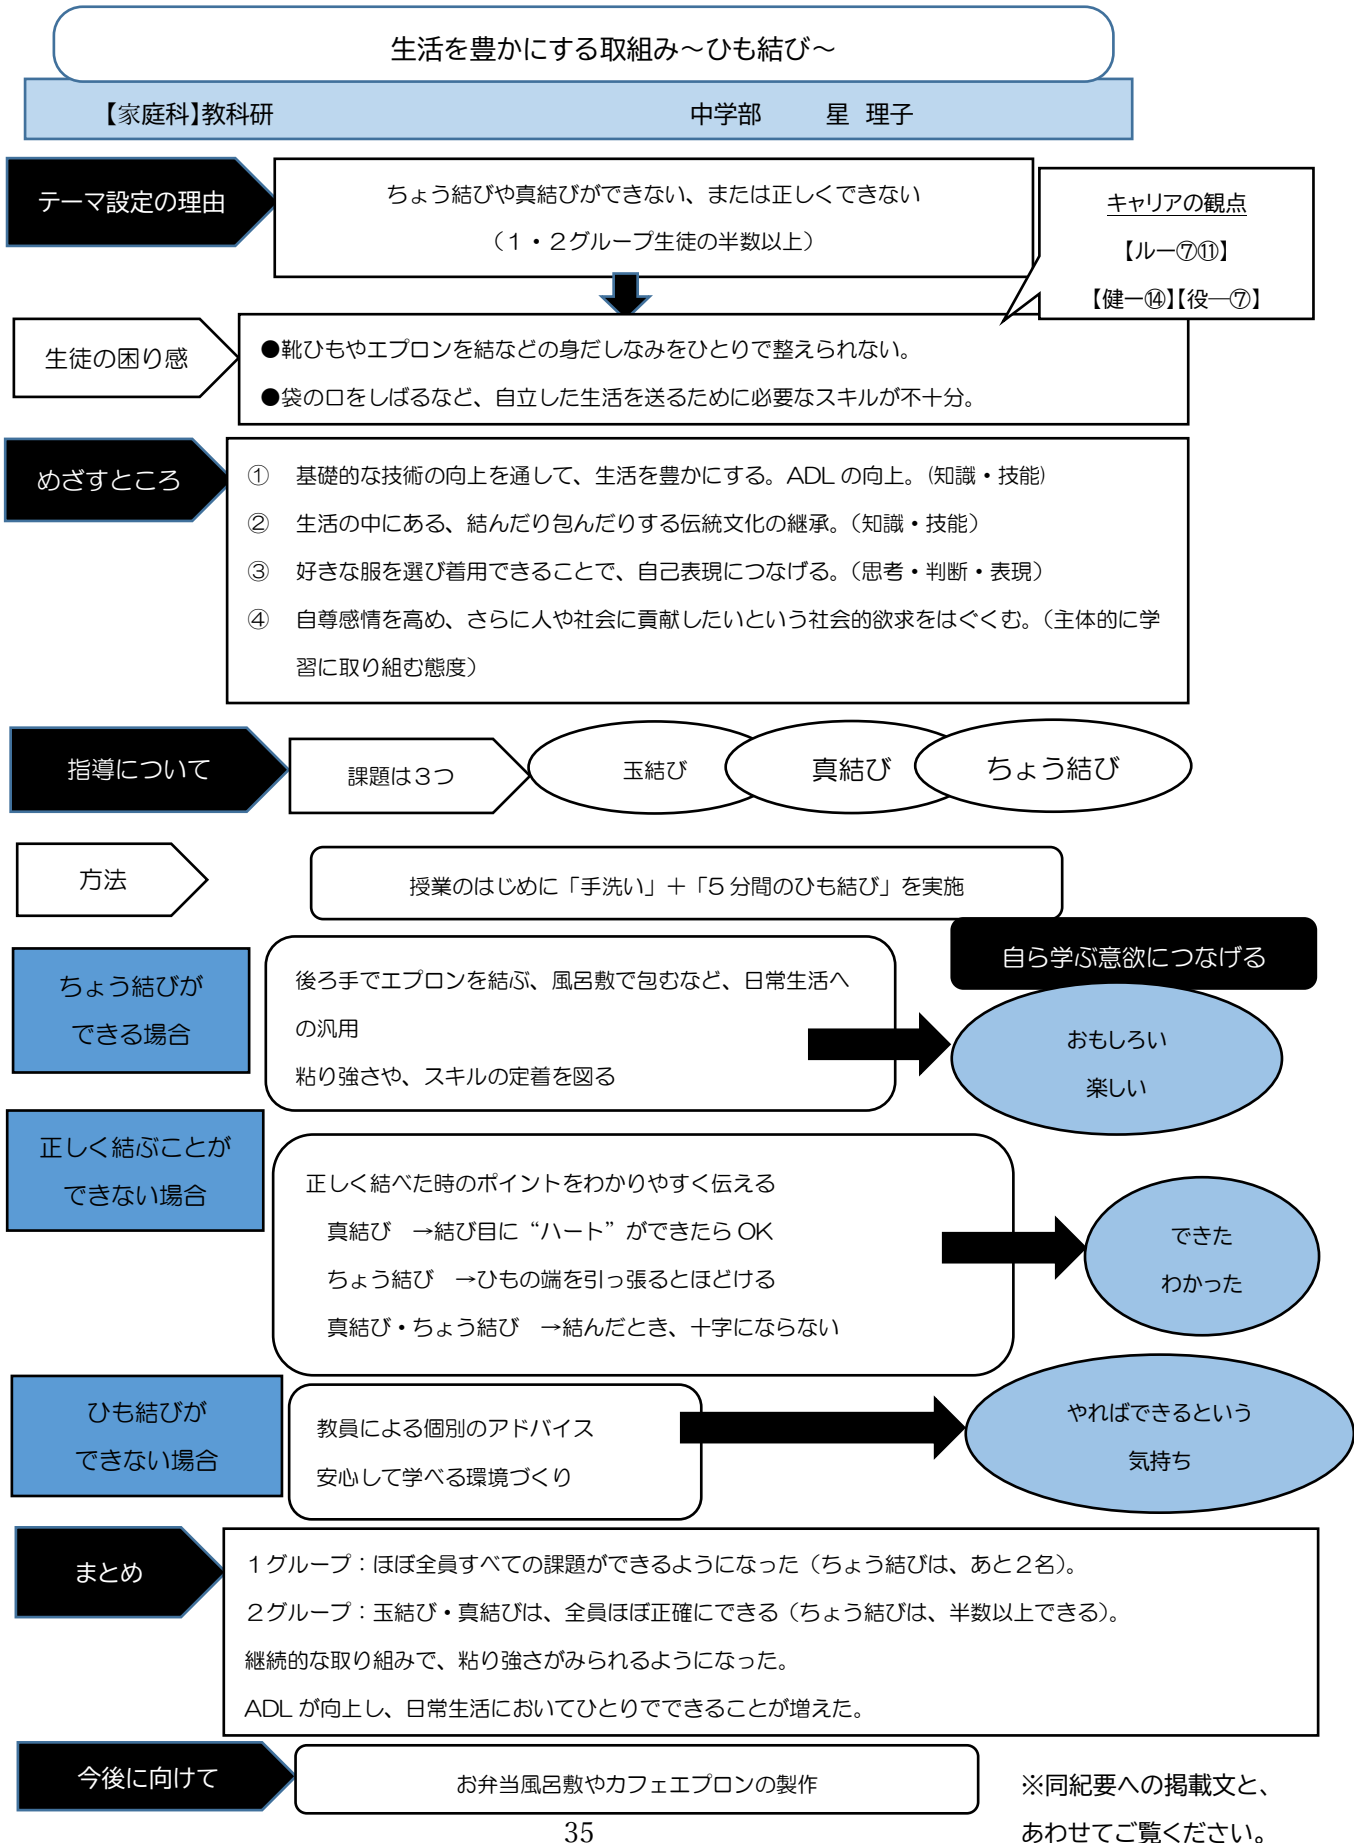 生活を豊かにする取組み～ひも結び～
【家庭科】教科研　中学部　星 理子
テーマ設定の理由
ちょう結びや真結びができない、または正しくできない
（１・２グループ生徒の半数以上）
キャリアの観点
【ルー⑦⑪】
【健ー⑭】【役―⑦】
生徒の困り感
●靴ひもやエプロンを結などの身だしなみをひとりで整えられない。
●袋の口をしばるなど、自立した生活を送るために必要なスキルが不十分。
めざすところ
①　基礎的な技術の向上を通して、生活を豊かにする。ADL の向上。（知識・技能）
②　生活の中にある、結んだり包んだりする伝統文化の継承。（知識・技能）
③　好きな服を選び着用できることで、自己表現につなげる。（思考・判断・表現）
④　自尊感情を高め、さらに人や社会に貢献したいという社会的欲求をはぐくむ。（主体的に学
習に取り組む態度）
指導について
課題は３つ
玉結び
真結び
ちょう結び
方法
授業のはじめに「手洗い」＋「5 分間のひも結び」を実施
自ら学ぶ意欲につなげる
ちょう結びが
できる場合
後ろ手でエプロンを結ぶ、風呂敷で包むなど、日常生活へ
の汎用
粘り強さや、スキルの定着を図る
おもしろい
楽しい
正しく結ぶことが
できない場合
正しく結べた時のポイントをわかりやすく伝える
真結び　→結び目に“ハート”ができたら OK
ちょう結び　→ひもの端を引っ張るとほどける
真結び・ちょう結び　→結んだとき、十字にならない
できた
わかった
ひも結びが
できない場合
教員による個別のアドバイス
安心して学べる環境づくり
やればできるという
気持ち
まとめ
１グループ：ほぼ全員すべての課題ができるようになった（ちょう結びは、あと２名）。
２グループ：玉結び・真結びは、全員ほぼ正確にできる（ちょう結びは、半数以上できる）。
継続的な取り組みで、粘り強さがみられるようになった。
ADL が向上し、日常生活においてひとりでできることが増えた。
今後に向けて
お弁当風呂敷やカフェエプロンの製作
※同紀要への掲載文と、
あわせてご覧ください。
35